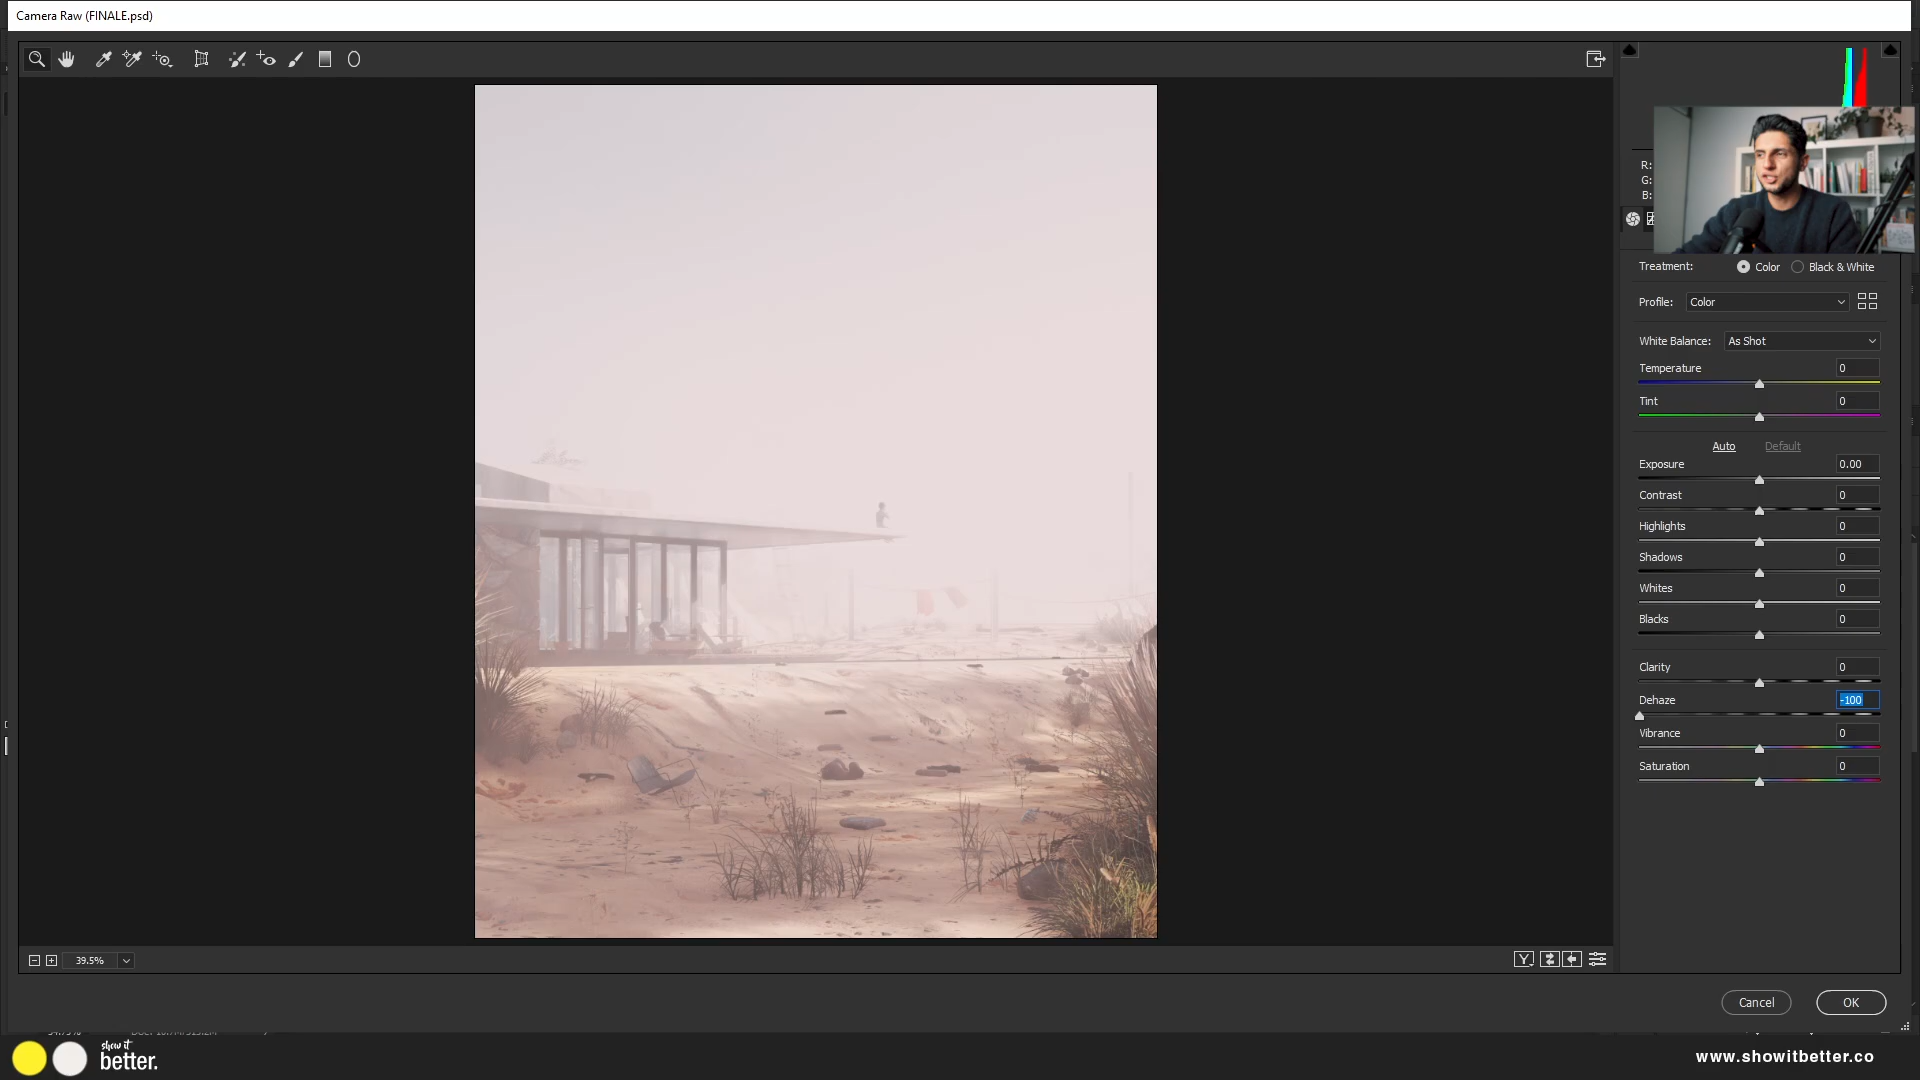 Camera Raw (FINALE.psd)
R:
G:
B:
Treatment: Color Black & White
Profile: Color
White Balance: As Shot
Temperature 0
Tint 0
Auto Default
Exposure 0.00
Contrast 0
Highlights 0
Shadows 0
Whites 0
Blacks 0
Clarity 0
Dehaze -100
Vibrance 0
Saturation 0
39.5%
Y
Cancel OK
show it
better.
www.showitbetter.co